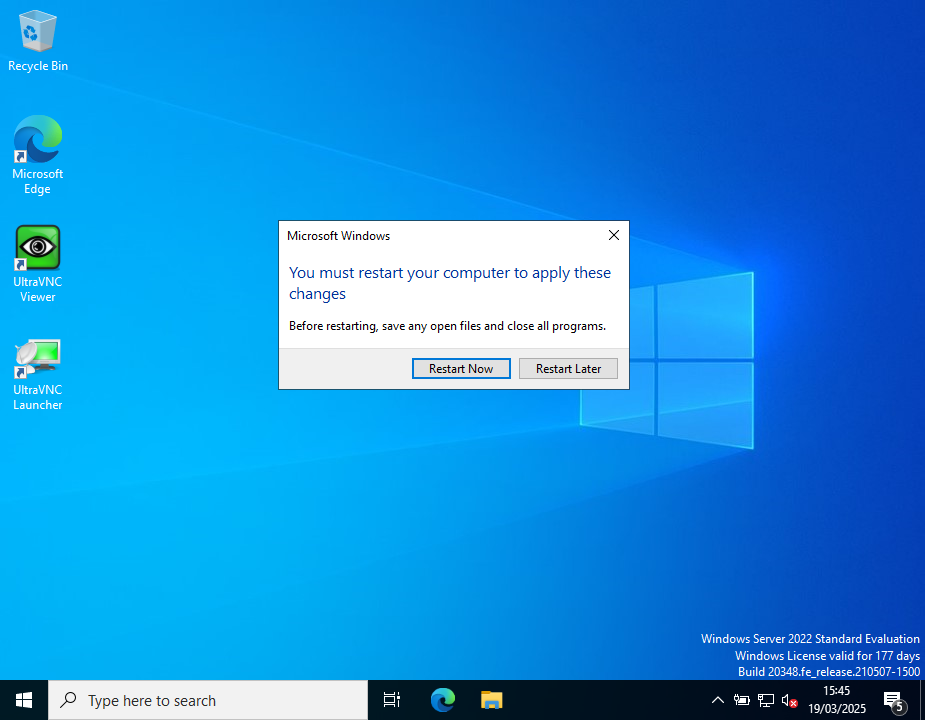 Recycle Bin
Microsoft
Edge
UltraVNC
Viewer
UltraVNC
Launcher
Microsoft Windows
You must restart your computer to apply these
changes
Before restarting, save any open files and close all programs.
Restart Now
Restart Later
Windows Server 2022 Standard Evaluation
Windows License valid for 177 days
Build 20348.fe_release.210507-1500
Type here to search
15:45
19/03/2025
5